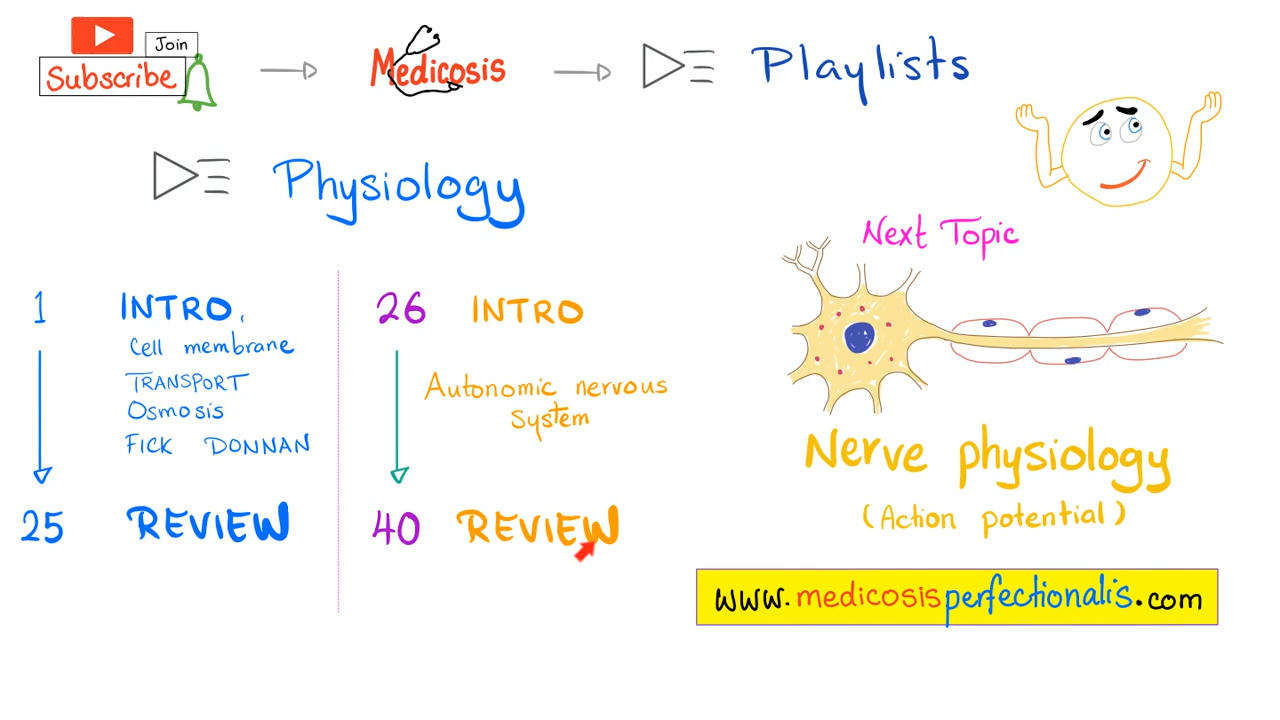 Join
Subscribe
Medicosis
Playlists
Physiology
Next Topic
1 INTRO.
Cell membrane
TRANSPORT
Osmosis
FICK DONNAN
25 REVIEW
26 INTRO
Autonomic nervous
system
40 REVIEW
Nerve physiology
(Action potential)
www.medicosisperfectionalis.com